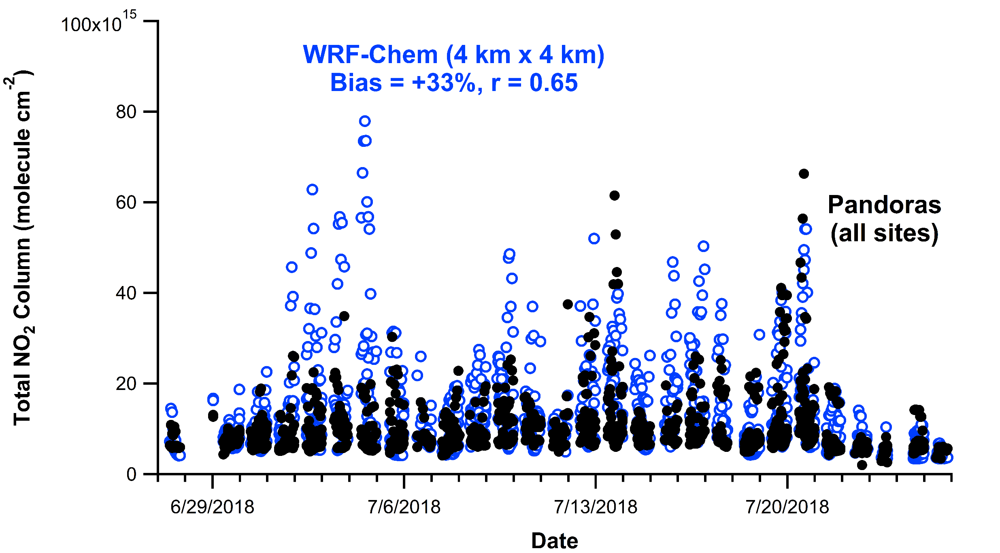 100x10^15
WRF-Chem (4 km x 4 km)
Bias = +33%, r = 0.65
80
60
40
20
0
Total NO2 Column (molecule cm^-2)
Pandoras
(all sites)
6/29/2018 7/6/2018 7/13/2018 7/20/2018
Date